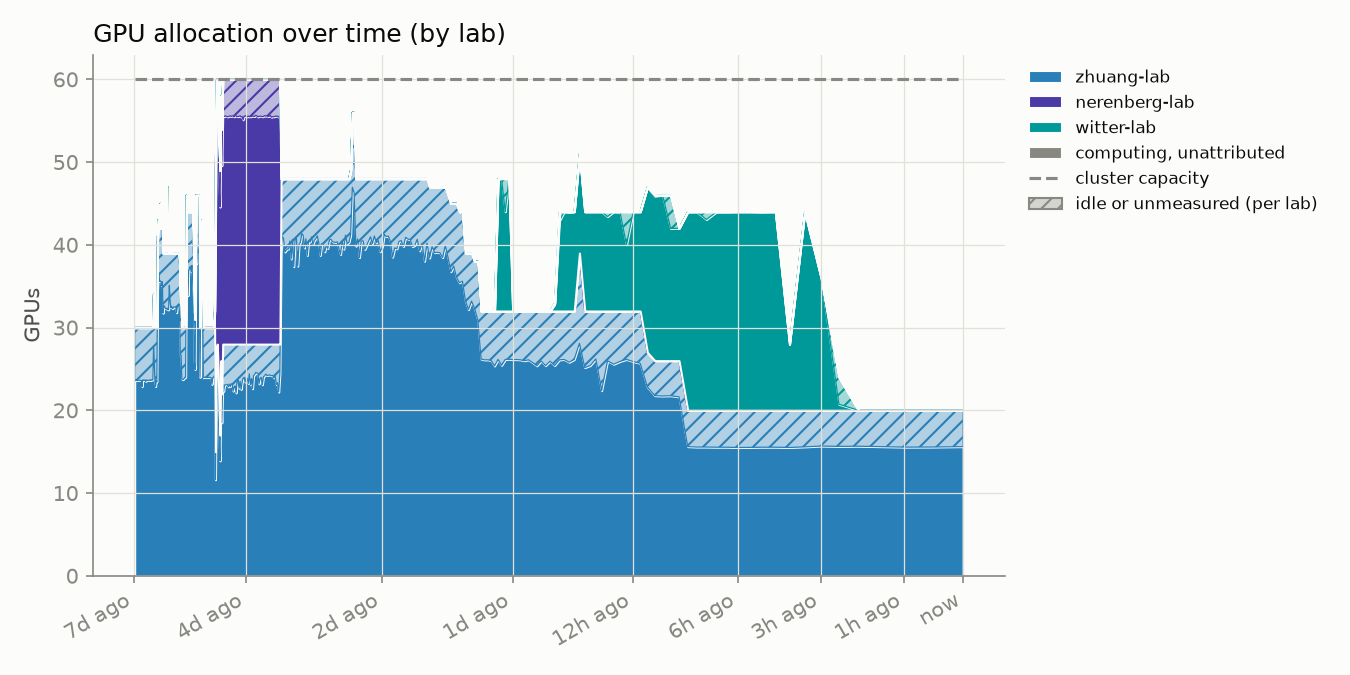 GPU allocation over time (by lab)
60
50
40
30
20
10
0
GPUs
7d ago
4d ago
2d ago
1d ago
12h ago
6h ago
3h ago
1h ago
now
zhuang-lab
nerenberg-lab
witter-lab
computing, unattributed
cluster capacity
idle or unmeasured (per lab)